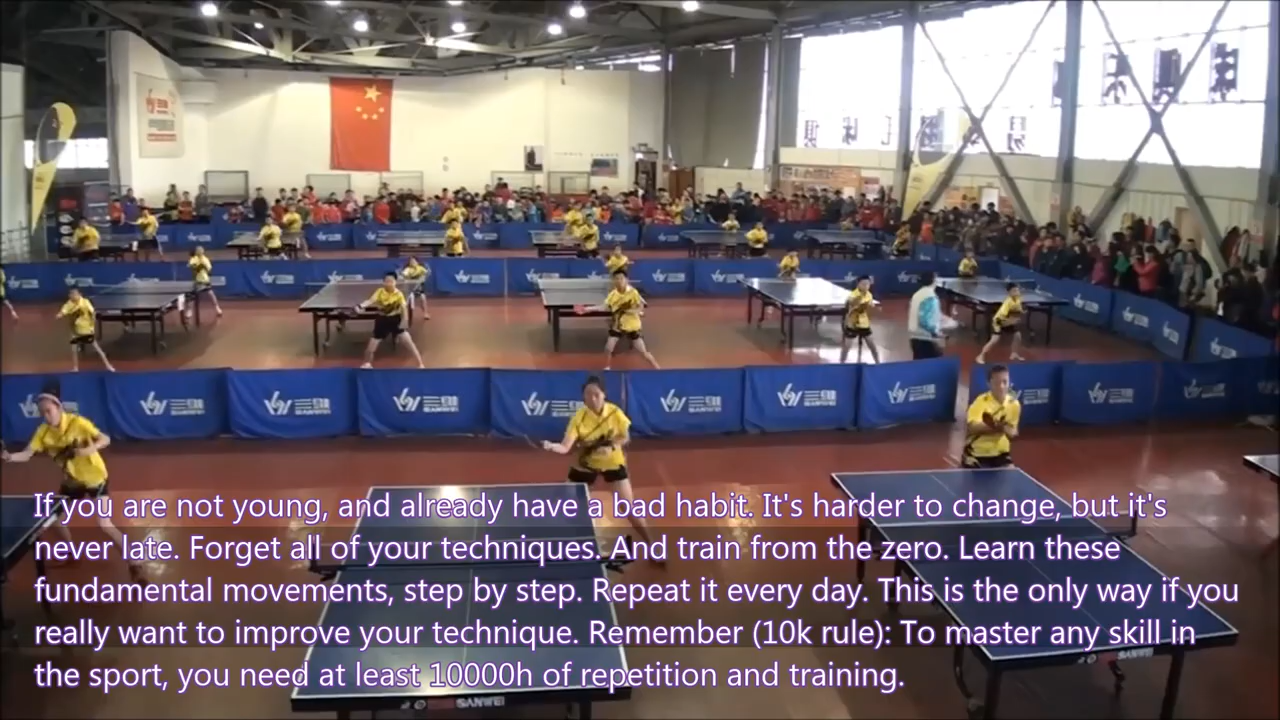 If you are not young, and already have a bad habit. It's harder to change, but it's
never late. Forget all of your techniques. And train from the zero. Learn these
fundamental movements, step by step. Repeat it every day. This is the only way if you
really want to improve your technique. Remember (10k rule): To master any skill in
the sport, you need at least 10000h of repetition and training.
SANWEI
SANWEI